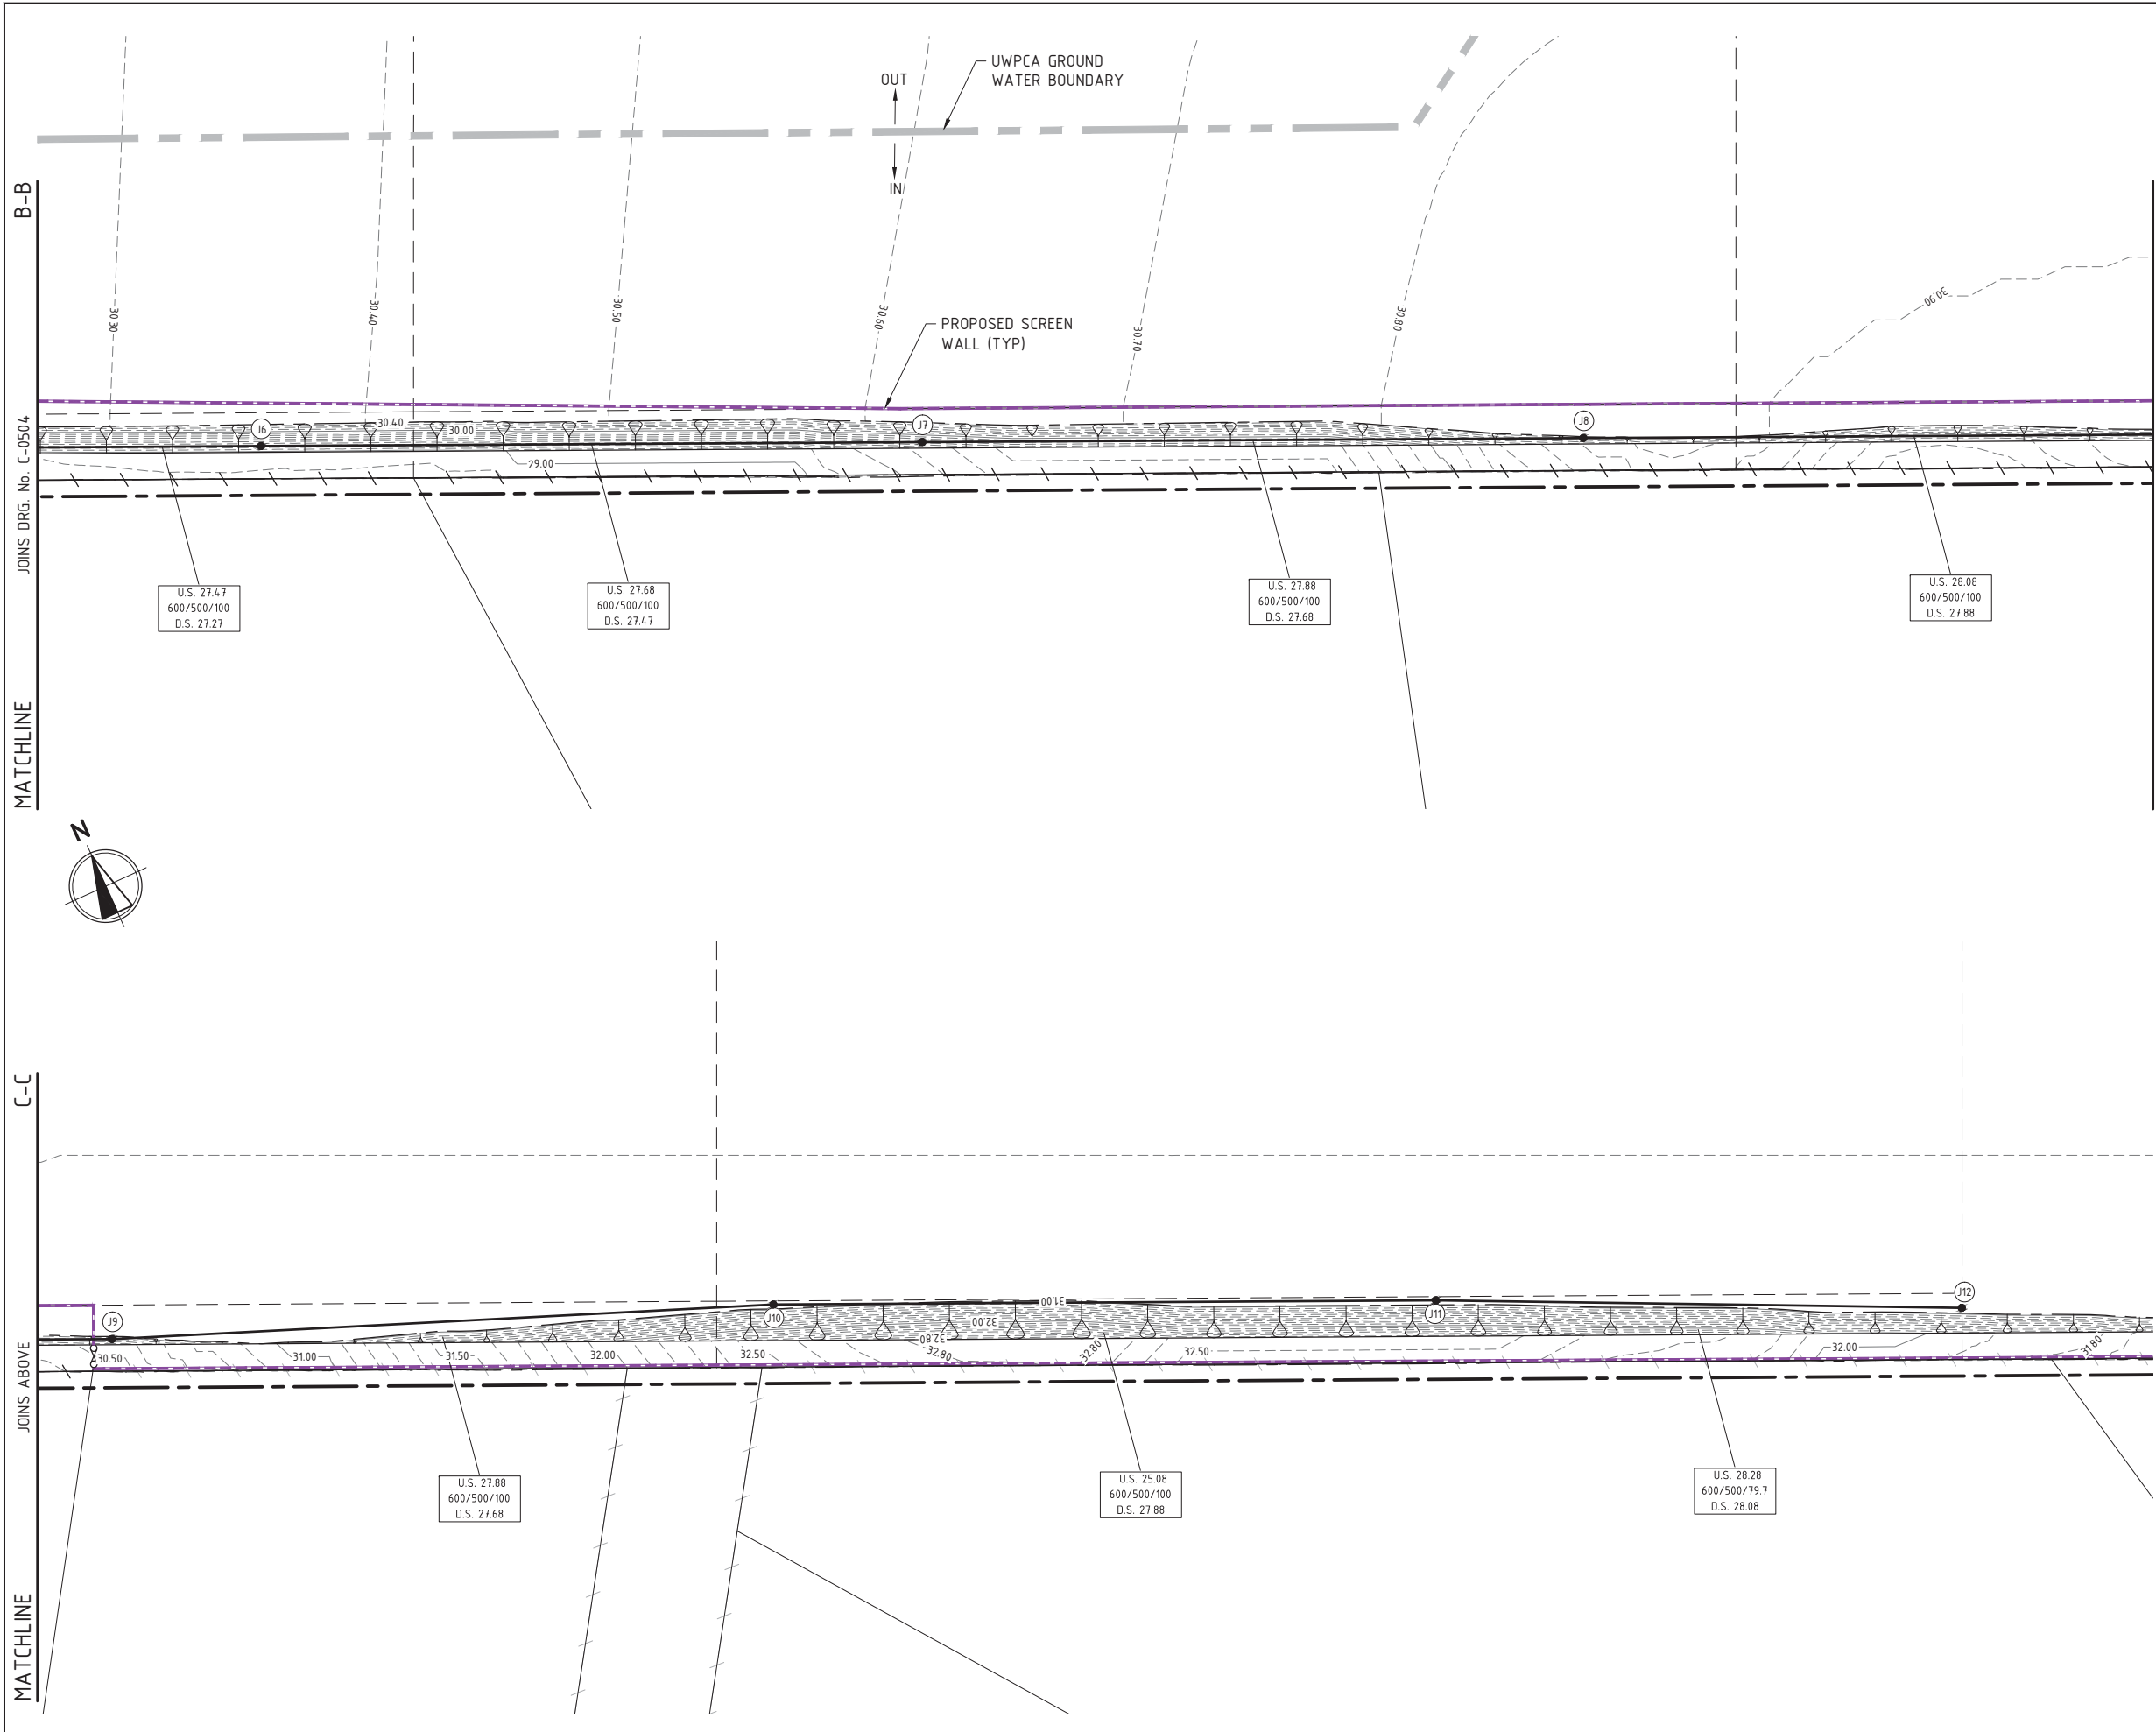 UWPCA GROUND
WATER BOUNDARY
OUT
IN
B-B
30.30
30.40
30.50
30.60
30.70
30.80
30.90
PROPOSED SCREEN
WALL (TYP)
JOINS DRG. No. C-0504
MATCHLINE
J6
30.40
30.00
29.00
J7
J8
U.S. 27.47
600/500/100
D.S. 27.27
U.S. 27.68
600/500/100
D.S. 27.47
U.S. 27.88
600/500/100
D.S. 27.68
U.S. 28.08
600/500/100
D.S. 27.88
N
C-C
JOINS ABOVE
MATCHLINE
J9
30.50
31.00
31.50
32.00
32.50
J10
31.00
32.00
32.80
32.80
32.80
32.50
J11
J12
32.00
31.80
U.S. 27.88
600/500/100
D.S. 27.68
U.S. 25.08
600/500/100
D.S. 27.88
U.S. 28.28
600/500/79.7
D.S. 28.08